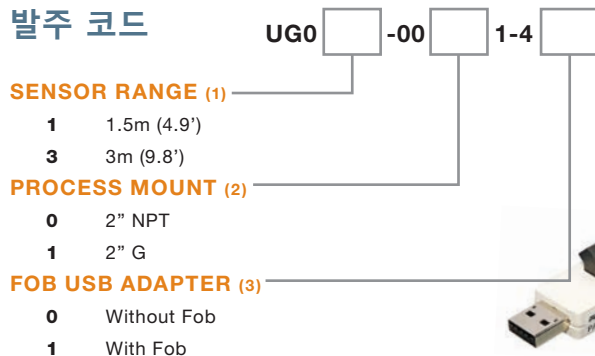 발주 코드
UG0 -00 1-4
SENSOR RANGE (1)
1 1.5m (4.9’)
3 3m (9.8’)
PROCESS MOUNT (2)
0 2” NPT
1 2” G
FOB USB ADAPTER (3)
0 Without Fob
1 With Fob